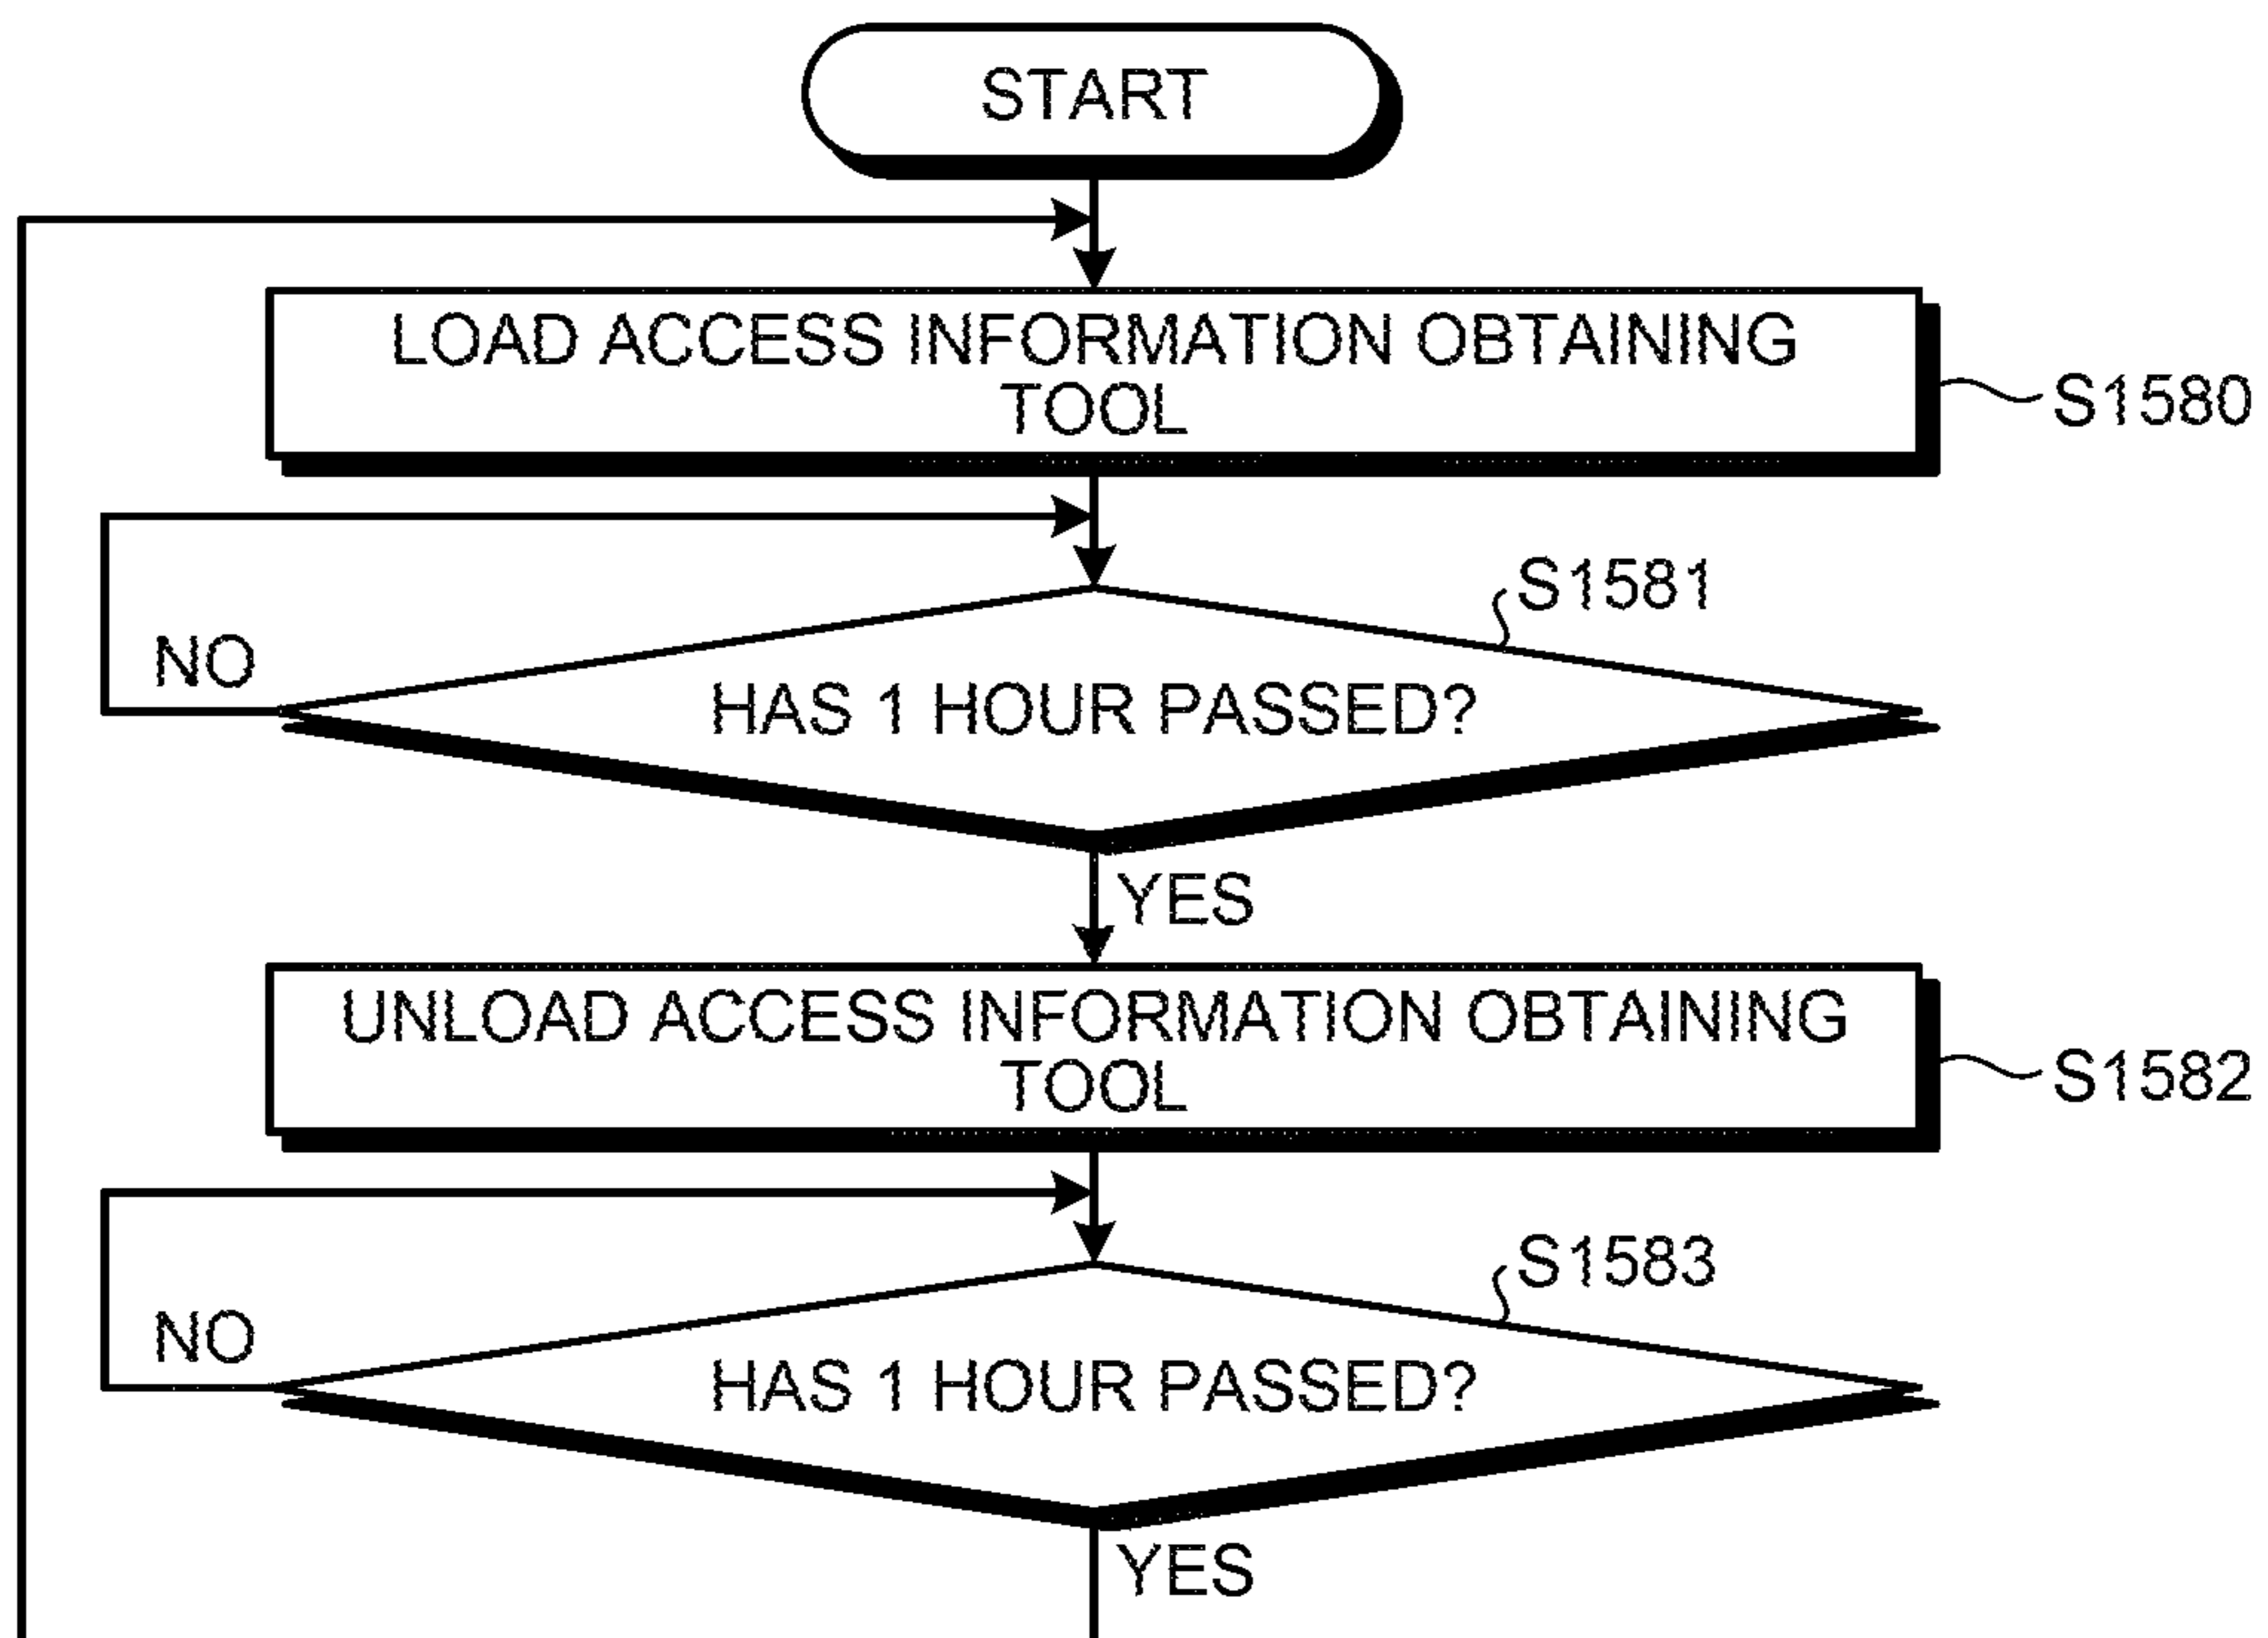 START
LOAD ACCESS INFORMATION OBTAINING
TOOL
S1580
S1581
NO
HAS 1 HOUR PASSED?
YES
UNLOAD ACCESS INFORMATION OBTAINING
TOOL
S1582
S1583
NO
HAS 1 HOUR PASSED?
YES